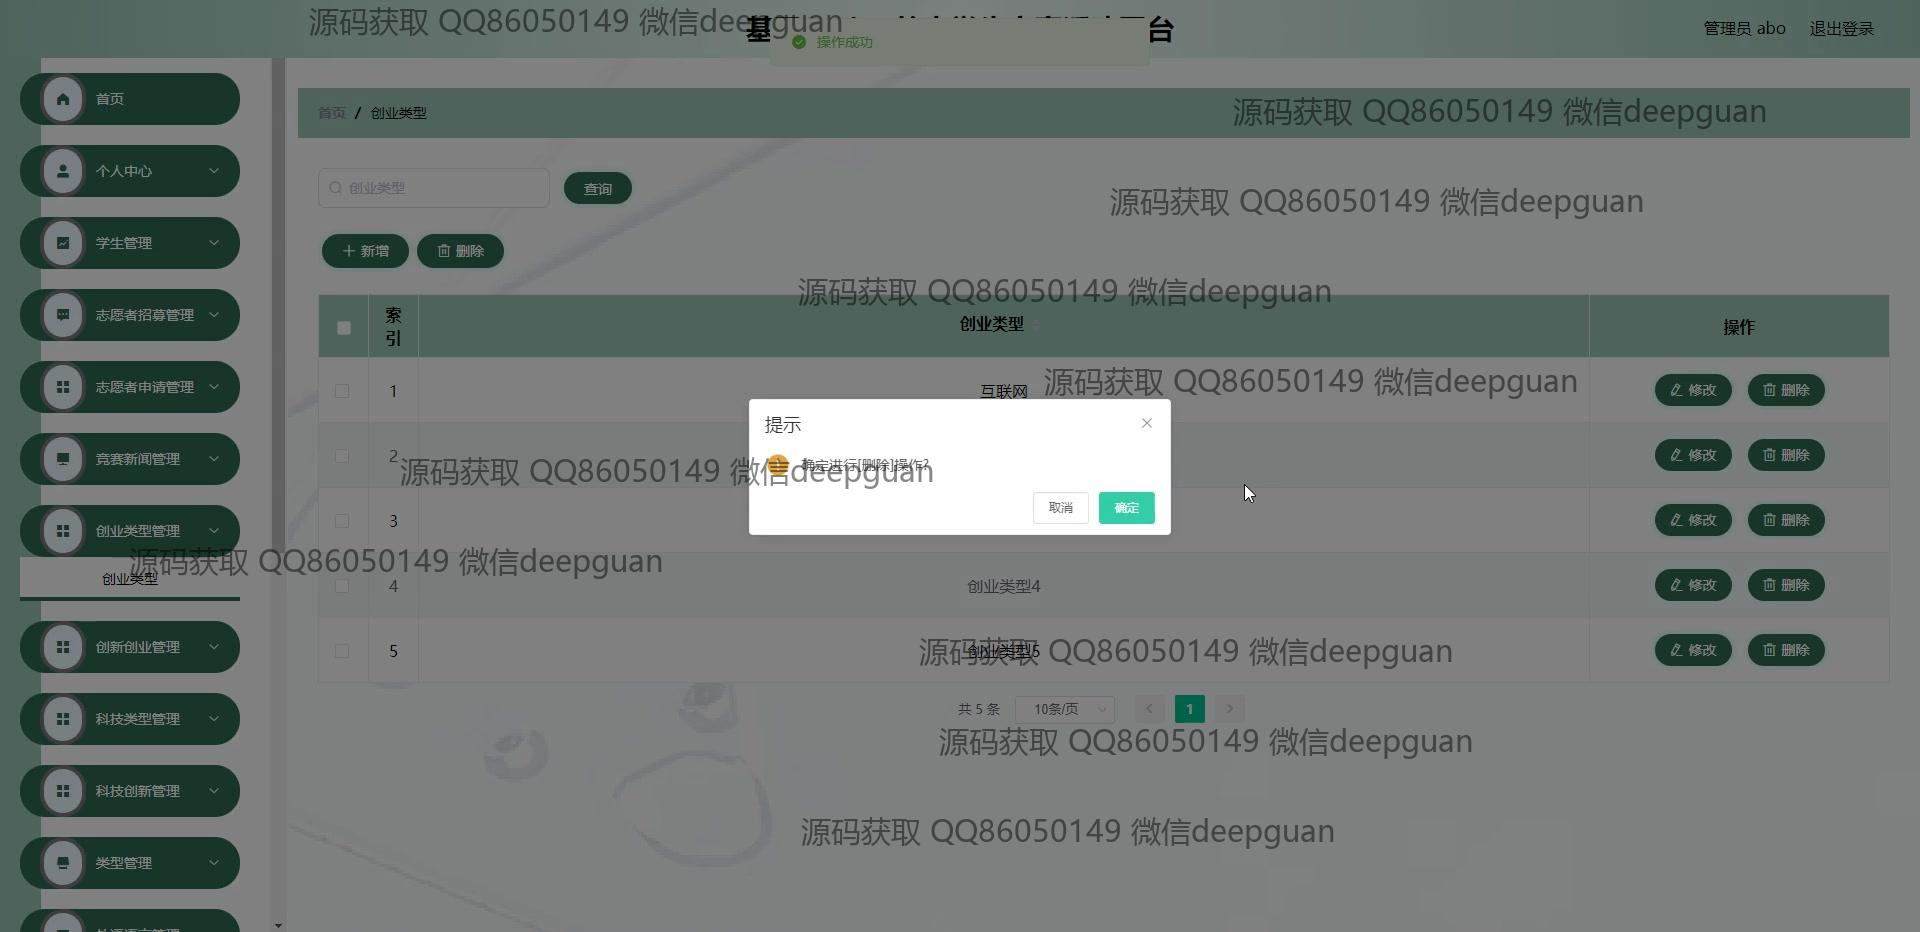 源码获取 QQ86050149 微信deepguan
台
管理员 abo
退出登录
操作成功
首页
个人中心
学生管理
志愿者招募管理
志愿者申请管理
竞赛新闻管理
创业类型管理
创业类型
创新创业管理
科技类型管理
科技创新管理
类型管理
首页 / 创业类型
源码获取 QQ86050149 微信deepguan
创业类型
查询
源码获取 QQ86050149 微信deepguan
新增
删除
源码获取 QQ86050149 微信deepguan
索引
创业类型
操作
1
互联网
源码获取 QQ86050149 微信deepguan
修改
删除
2
修改
删除
提示
确定进行[删除]操作?
源码获取 QQ86050149 微信deepguan
取消
确定
3
修改
删除
源码获取 QQ86050149 微信deepguan
4
创业类型4
修改
删除
5
创业类型5
源码获取 QQ86050149 微信deepguan
修改
删除
共 5 条
10条/页
1
源码获取 QQ86050149 微信deepguan
源码获取 QQ86050149 微信deepguan